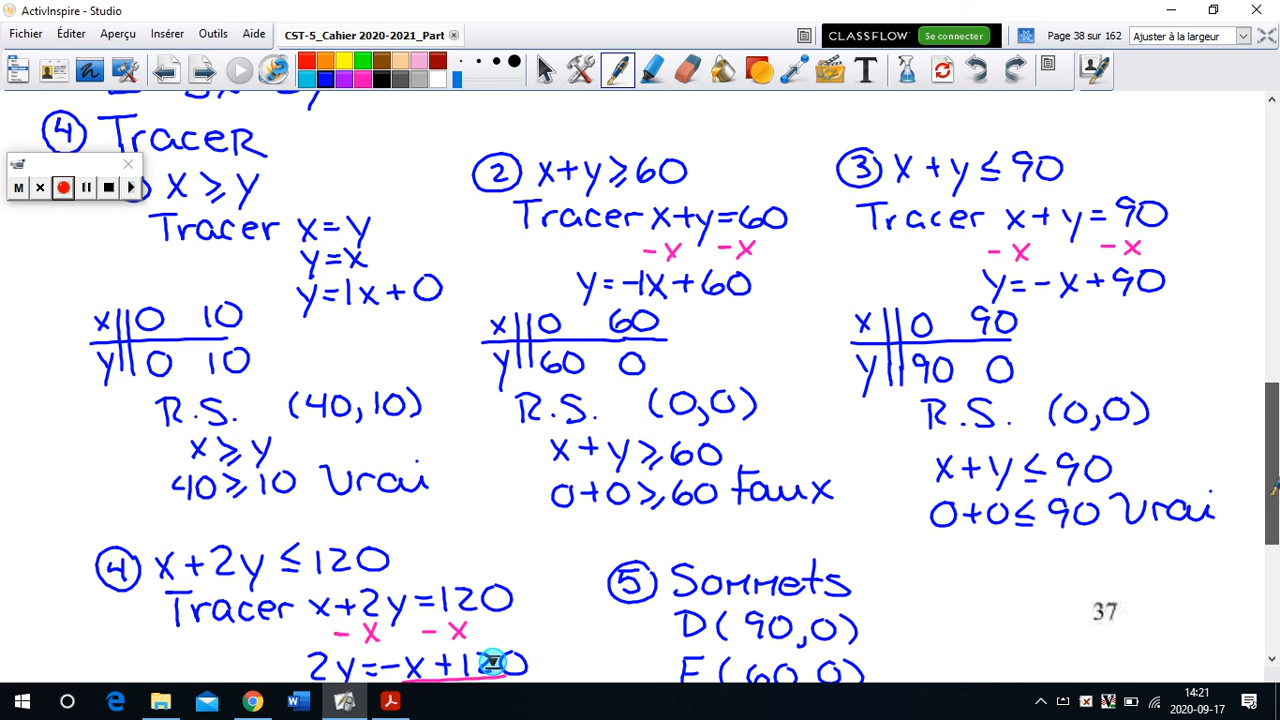 ActivInspire - Studio
Fichier Éditer Aperçu Insérer Outils Aide CST-5_Cahier 2020-2021_Part CLASSFLOW Se connecter Page 38 sur 162 Ajuster à la largeur
④ Tracer
M
x ≥ y
Tracer x = y
y = x
y = 1x + 0
x || 0 10
y || 0 10
R.S. (40,10)
x ≥ y
40 ≥ 10 Vrai
② x + y ≥ 60
Tracer x+y=60
-x -x
y = -1x + 60
x || 0 60
y || 60 0
R.S. (0,0)
x + y ≥ 60
0+0 ≥ 60 Faux
③ x + y ≤ 90
Tracer x + y = 90
-x -x
y = -x + 90
x || 0 90
y || 90 0
R.S. (0,0)
x + y ≤ 90
0+0 ≤ 90 Vrai
④ x + 2y ≤ 120
Tracer x+2y=120
-x -x
2y = -x + 120
⑤ Sommets
D(90,0)
E(60,0)
37
14:21
2020-09-17